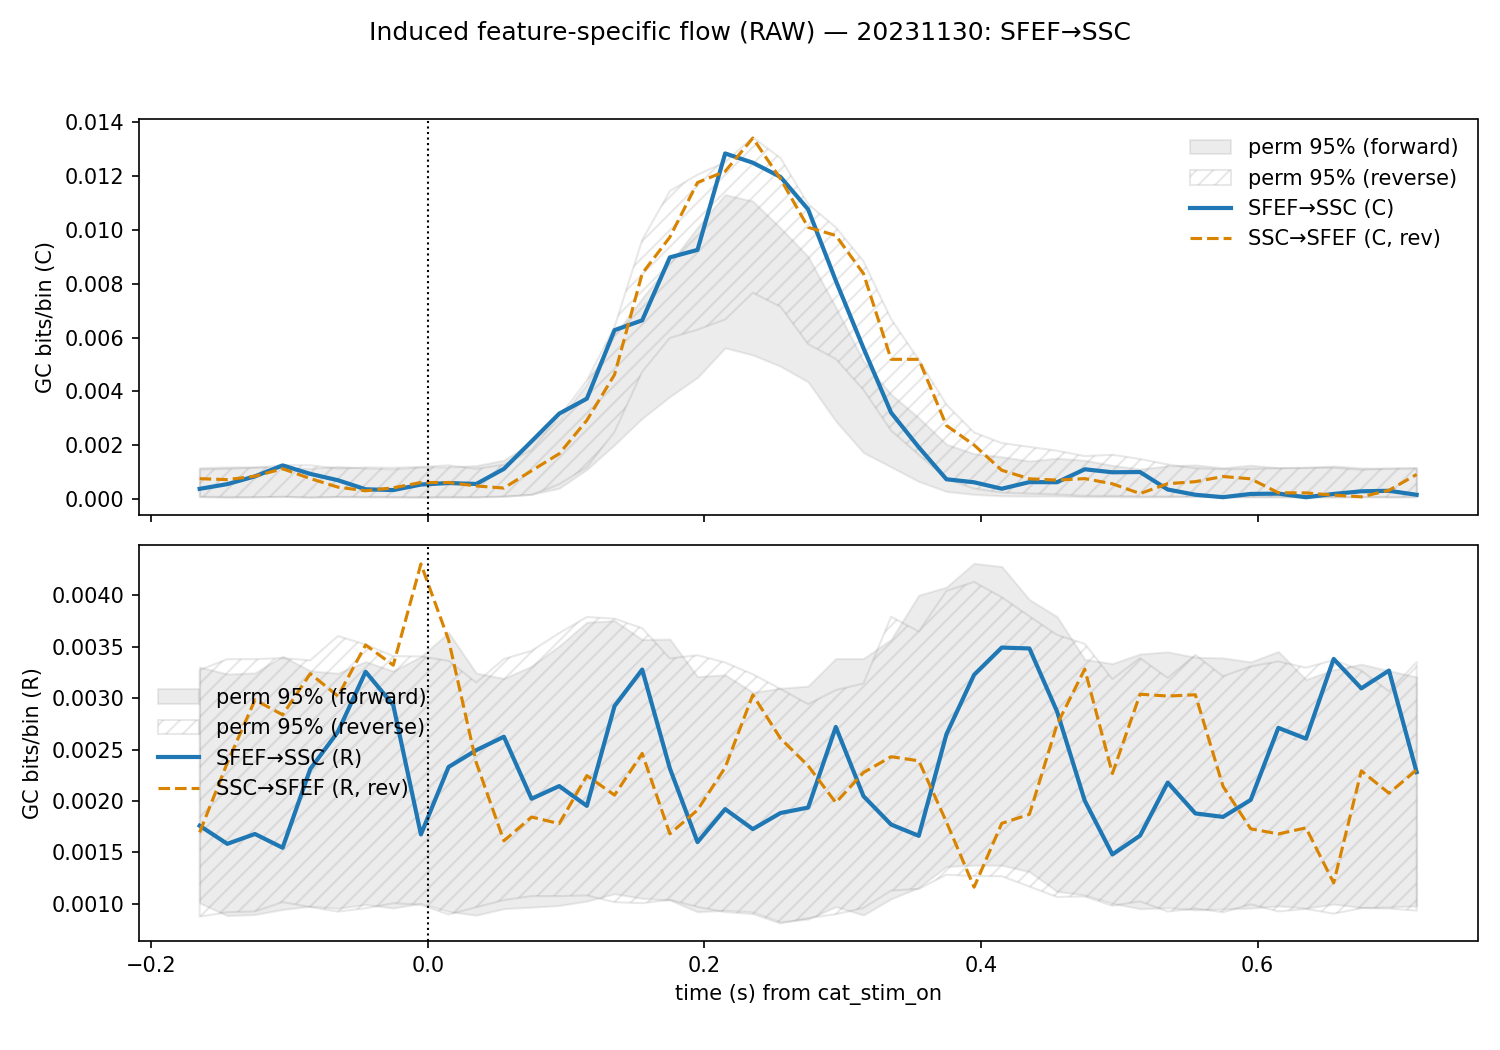 Induced feature-specific flow (RAW) — 20231130: SFEF→SSC
GC bits/bin (C)
0.014
0.012
0.010
0.008
0.006
0.004
0.002
0.000
perm 95% (forward)
perm 95% (reverse)
SFEF→SSC (C)
SSC→SFEF (C, rev)
GC bits/bin (R)
0.0040
0.0035
0.0030
0.0025
0.0020
0.0015
0.0010
perm 95% (forward)
perm 95% (reverse)
SFEF→SSC (R)
SSC→SFEF (R, rev)
−0.2 0.0 0.2 0.4 0.6
time (s) from cat_stim_on